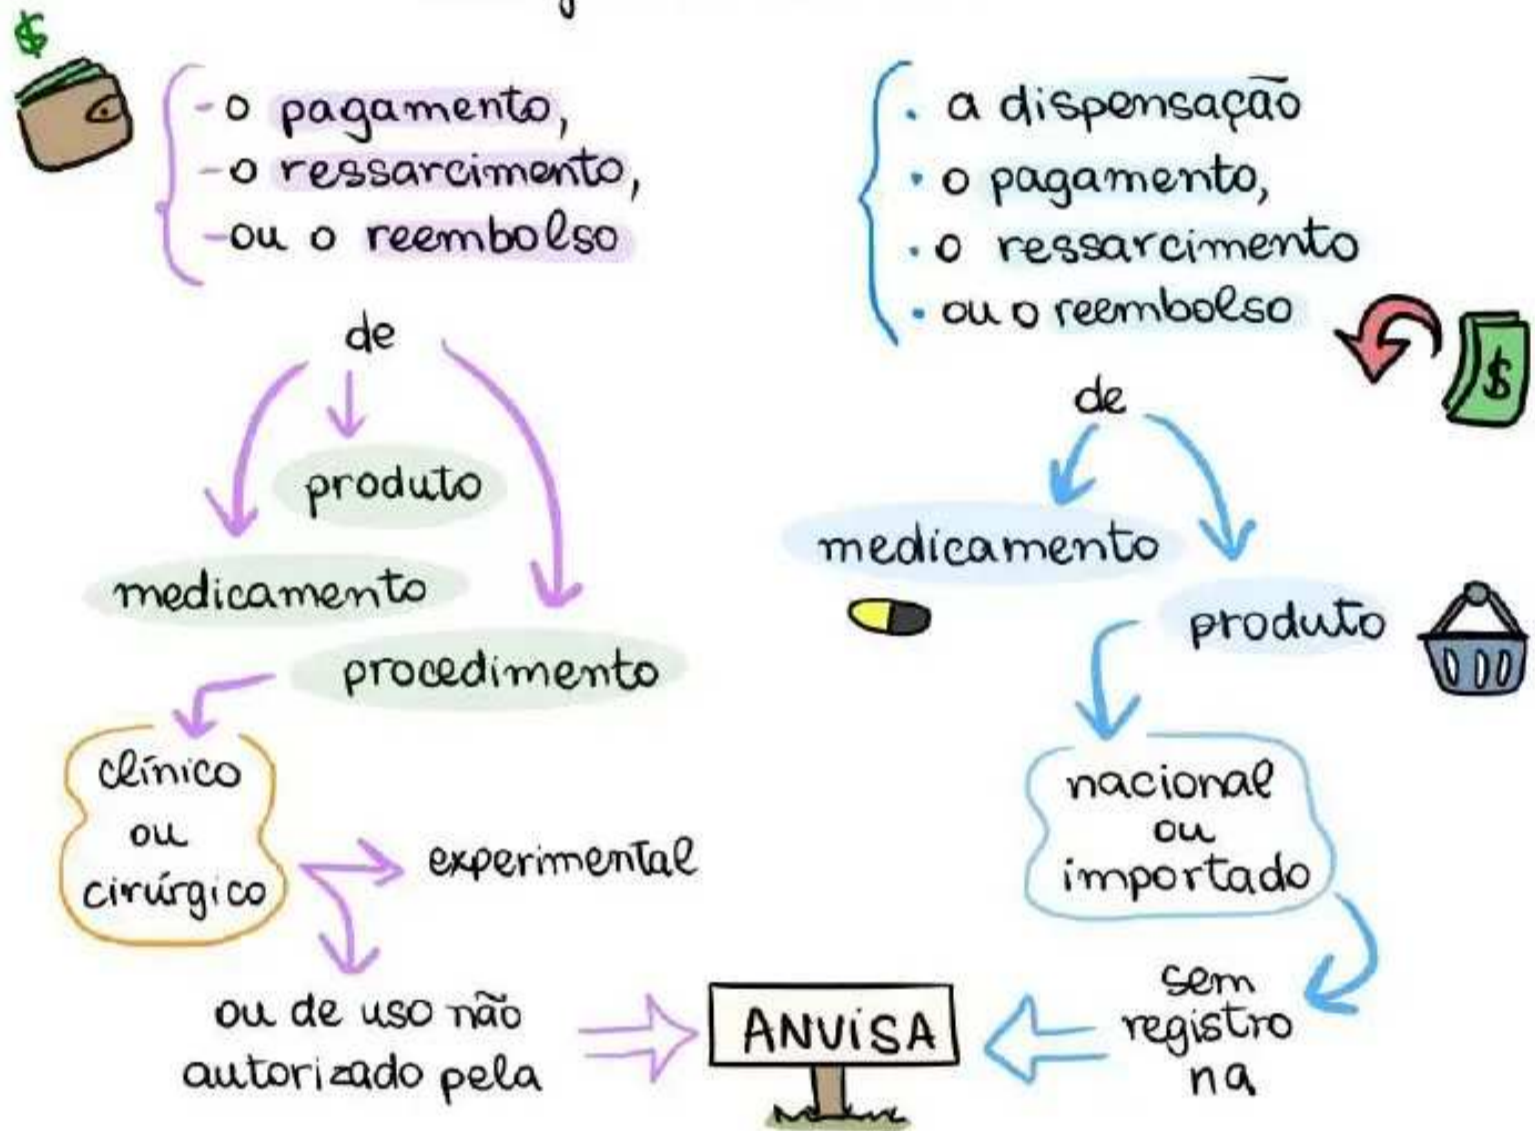 $
- o pagamento,
- o ressarcimento,
- ou o reembolso
de
produto
medicamento
procedimento
clínico
ou
cirúrgico
experimental
ou de uso não
autorizado pela
ANVISA
• a dispensação
• o pagamento,
• o ressarcimento
• ou o reembolso
$
de
medicamento
produto
nacional
ou
importado
sem
registro
na